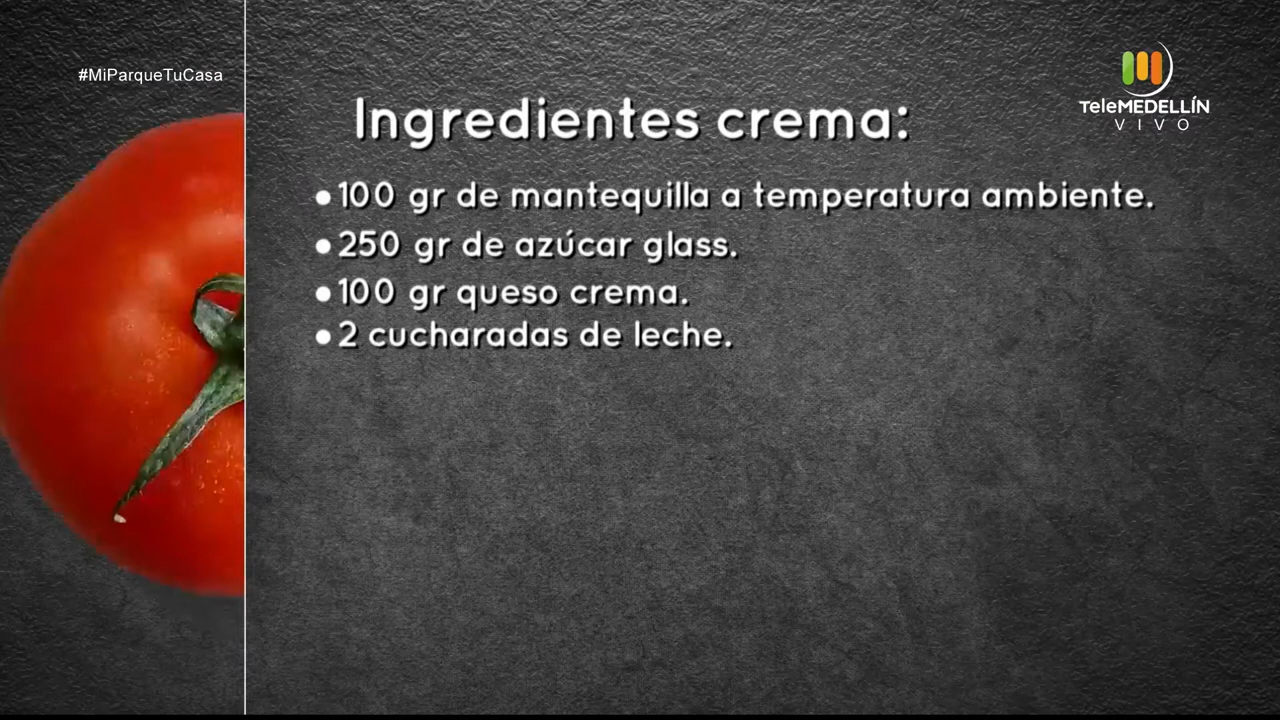 #MiParqueTuCasa
TeleMEDELLÍN
VIVO
Ingredientes crema:
•100 gr de mantequilla a temperatura ambiente.
•250 gr de azúcar glass.
•100 gr queso crema.
•2 cucharadas de leche.